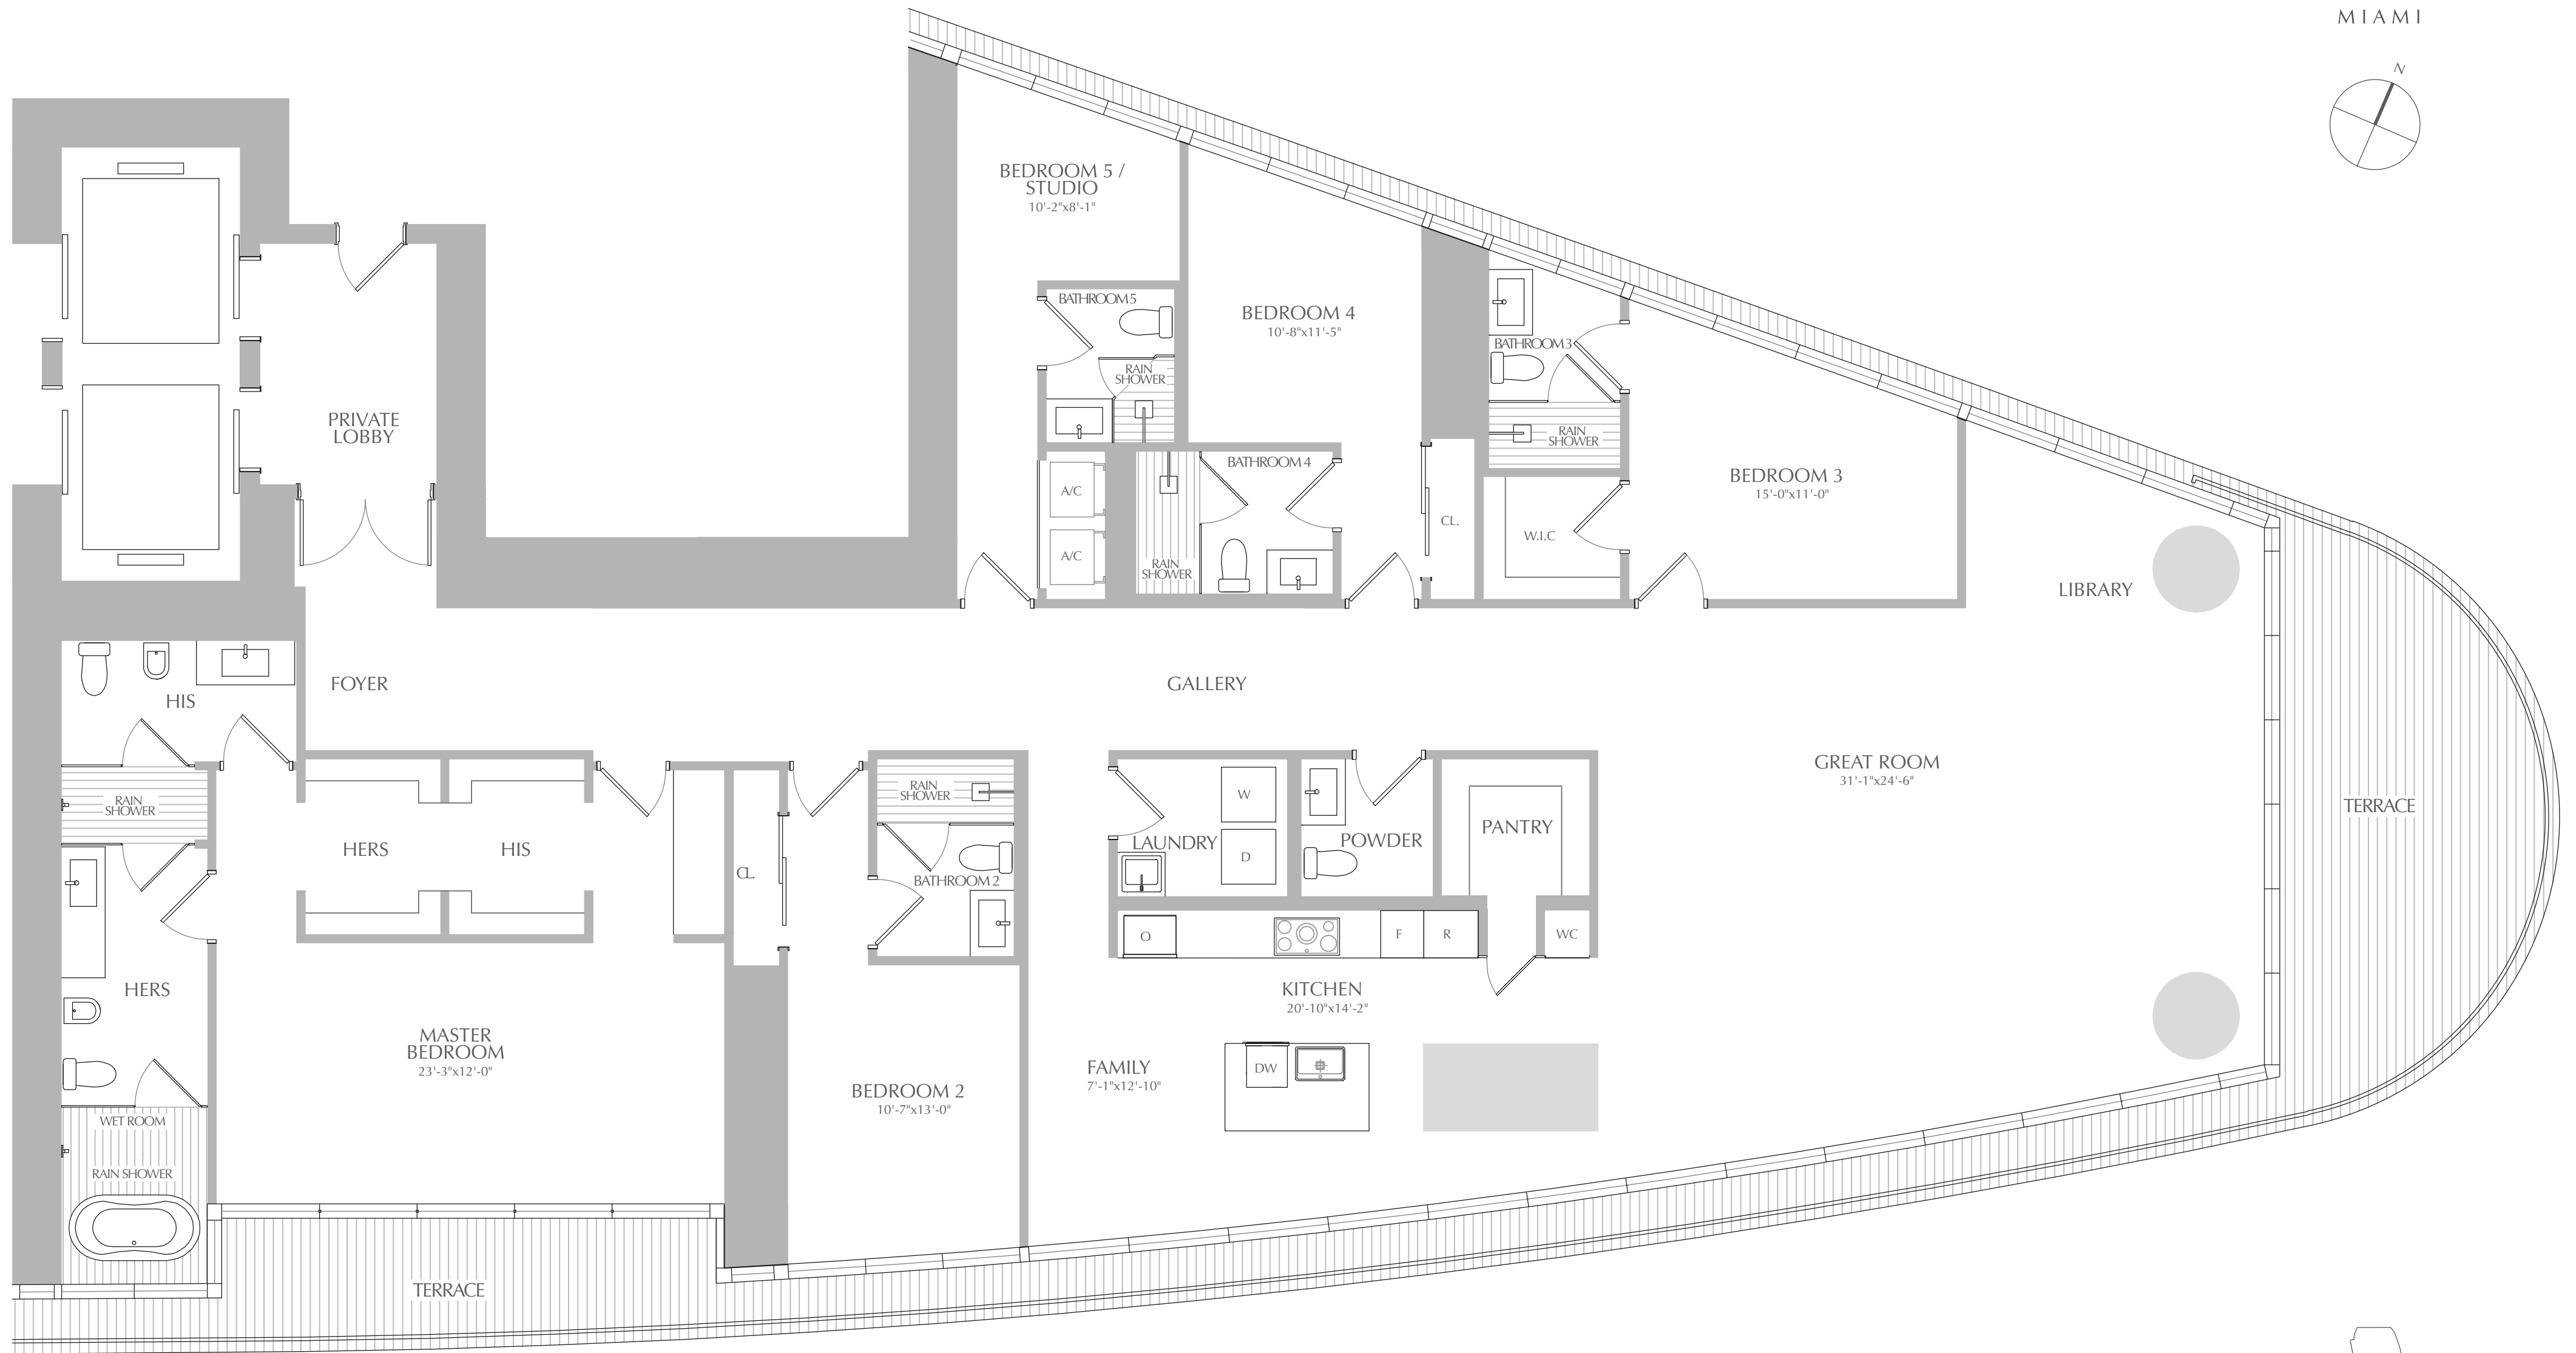 MIAMI
N
BEDROOM 5 /
STUDIO
10'-2"x8'-1"
BATHROOM 5
RAIN
SHOWER
BEDROOM 4
10'-8"x11'-5"
BATHROOM 3
RAIN
SHOWER
PRIVATE
LOBBY
BATHROOM 4
RAIN
SHOWER
A/C
A/C
CL.
W.I.C
BEDROOM 3
15'-0"x11'-0"
LIBRARY
HIS
FOYER
GALLERY
RAIN
SHOWER
HERS
HIS
CL.
RAIN
SHOWER
BATHROOM 2
W
D
LAUNDRY
POWDER
PANTRY
GREAT ROOM
31'-1"x24'-6"
TERRACE
O
F
R
WC
HERS
KITCHEN
20'-10"x14'-2"
MASTER
BEDROOM
23'-3"x12'-0"
BEDROOM 2
10'-7"x13'-0"
FAMILY
7'-1"x12'-10"
DW
WET ROOM
RAIN SHOWER
TERRACE